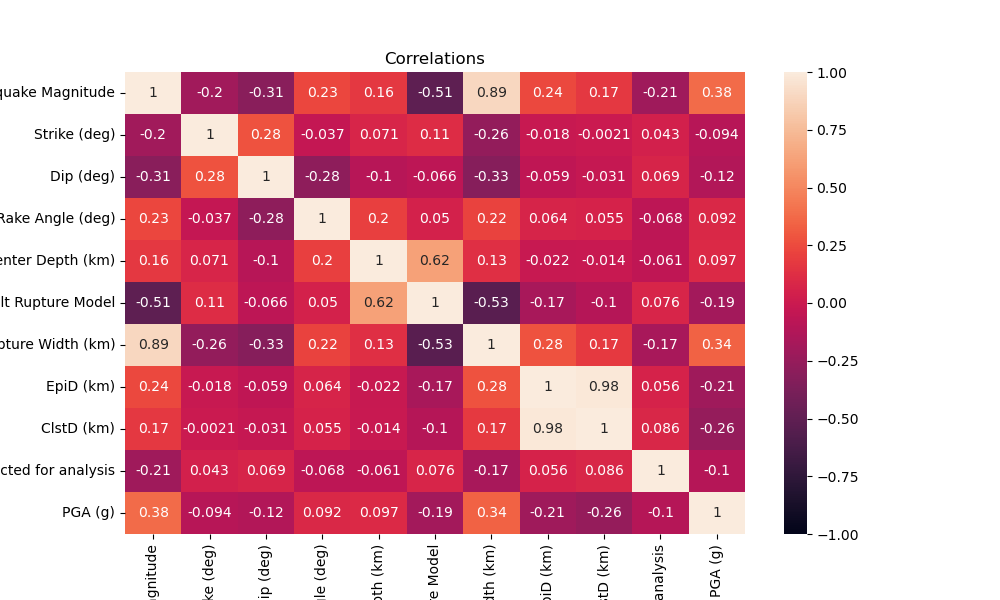 Correlations
quake Magnitude 1 -0.2 -0.31 0.23 0.16 -0.51 0.89 0.24 0.17 -0.21 0.38
Strike (deg) -0.2 1 0.28 -0.037 0.071 0.11 -0.26 -0.018 -0.0021 0.043 -0.094
Dip (deg) -0.31 0.28 1 -0.28 -0.1 -0.066 -0.33 -0.059 -0.031 0.069 -0.12
Rake Angle (deg) 0.23 -0.037 -0.28 1 0.2 0.05 0.22 0.064 0.055 -0.068 0.092
enter Depth (km) 0.16 0.071 -0.1 0.2 1 0.62 0.13 -0.022 -0.014 -0.061 0.097
lt Rupture Model -0.51 0.11 -0.066 0.05 0.62 1 -0.53 -0.17 -0.1 0.076 -0.19
pture Width (km) 0.89 -0.26 -0.33 0.22 0.13 -0.53 1 0.28 0.17 -0.17 0.34
EpiD (km) 0.24 -0.018 -0.059 0.064 -0.022 -0.17 0.28 1 0.98 0.056 -0.21
ClstD (km) 0.17 -0.0021 -0.031 0.055 -0.014 -0.1 0.17 0.98 1 0.086 -0.26
cted for analysis -0.21 0.043 0.069 -0.068 -0.061 0.076 -0.17 0.056 0.086 1 -0.1
PGA (g) 0.38 -0.094 -0.12 0.092 0.097 -0.19 0.34 -0.21 -0.26 -0.1 1
gnitude
ke (deg)
ip (deg)
gle (deg)
pth (km)
re Model
dth (km)
piD (km)
stD (km)
analysis
PGA (g)
1.00
0.75
0.50
0.25
0.00
−0.25
−0.50
−0.75
−1.00